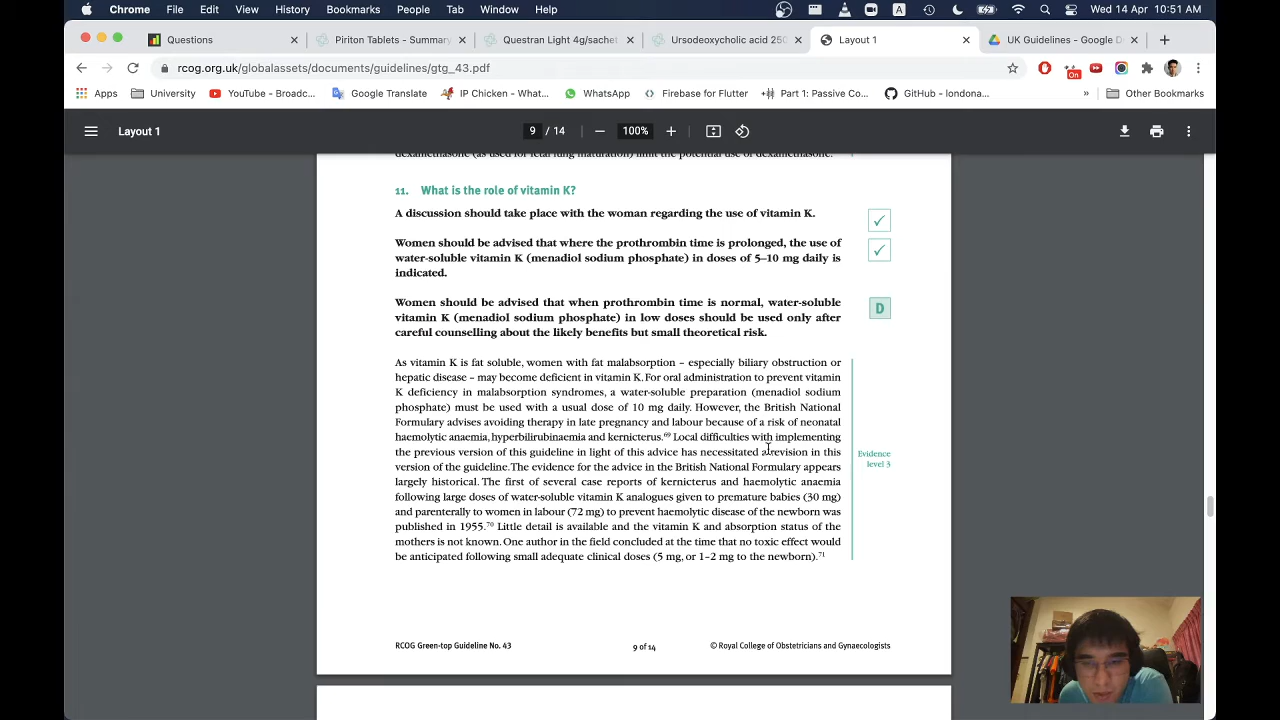 Chrome File Edit View History Bookmarks People Tab Window Help Wed 14 Apr 10:51 AM
Questions Piriton Tablets - Summary Questran Light 4g/sachet Ursodeoxycholic acid 250 Layout 1 UK Guidelines - Google D
rcog.org.uk/globalassets/documents/guidelines/gtg_43.pdf On
Apps University YouTube - Broadc... Google Translate IP Chicken - What... WhatsApp Firebase for Flutter Part 1: Passive Co... GitHub - londona... » Other Bookmarks
Layout 1 9 / 14 100%
dexamethasone (as used for fetal lung maturation) limit the potential use of dexamethasone.
11. What is the role of vitamin K?
A discussion should take place with the woman regarding the use of vitamin K. ✓
Women should be advised that where the prothrombin time is prolonged, the use of ✓
water-soluble vitamin K (menadiol sodium phosphate) in doses of 5–10 mg daily is
indicated.
Women should be advised that when prothrombin time is normal, water-soluble D
vitamin K (menadiol sodium phosphate) in low doses should be used only after
careful counselling about the likely benefits but small theoretical risk.
As vitamin K is fat soluble, women with fat malabsorption – especially biliary obstruction or
hepatic disease – may become deficient in vitamin K. For oral administration to prevent vitamin
K deficiency in malabsorption syndromes, a water-soluble preparation (menadiol sodium
phosphate) must be used with a usual dose of 10 mg daily. However, the British National
Formulary advises avoiding therapy in late pregnancy and labour because of a risk of neonatal
haemolytic anaemia, hyperbilirubinaemia and kernicterus.69 Local difficulties with implementing
the previous version of this guideline in light of this advice has necessitated a revision in this
version of the guideline. The evidence for the advice in the British National Formulary appears
largely historical. The first of several case reports of kernicterus and haemolytic anaemia
following large doses of water-soluble vitamin K analogues given to premature babies (30 mg)
and parenterally to women in labour (72 mg) to prevent haemolytic disease of the newborn was
published in 1955.70 Little detail is available and the vitamin K and absorption status of the
mothers is not known. One author in the field concluded at the time that no toxic effect would
be anticipated following small adequate clinical doses (5 mg, or 1–2 mg to the newborn).71
Evidence
level 3
RCOG Green-top Guideline No. 43 9 of 14 © Royal College of Obstetricians and Gynaecologists